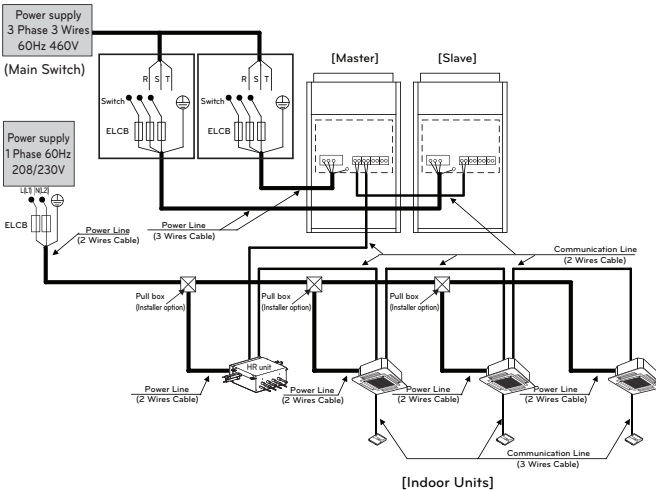 Power supply
3 Phase 3 Wires
60Hz 460V
(Main Switch)
[Master]
[Slave]
R S T
R S T
Switch
Switch
ELCB
ELCB
Power supply
1 Phase 60Hz
208/230V
L(L1) N(L2)
ELCB
Power Line
(2 Wires Cable)
Power Line
(3 Wires Cable)
Communication Line
(2 Wires Cable)
Pull box
(Installer option)
Pull box
(Installer option)
Pull box
(Installer option)
HR unit
Power Line
(2 Wires Cable)
Power Line
(2 Wires Cable)
Power Line
(2 Wires Cable)
Power Line
(2 Wires Cable)
Communication Line
(3 Wires Cable)
[Indoor Units]